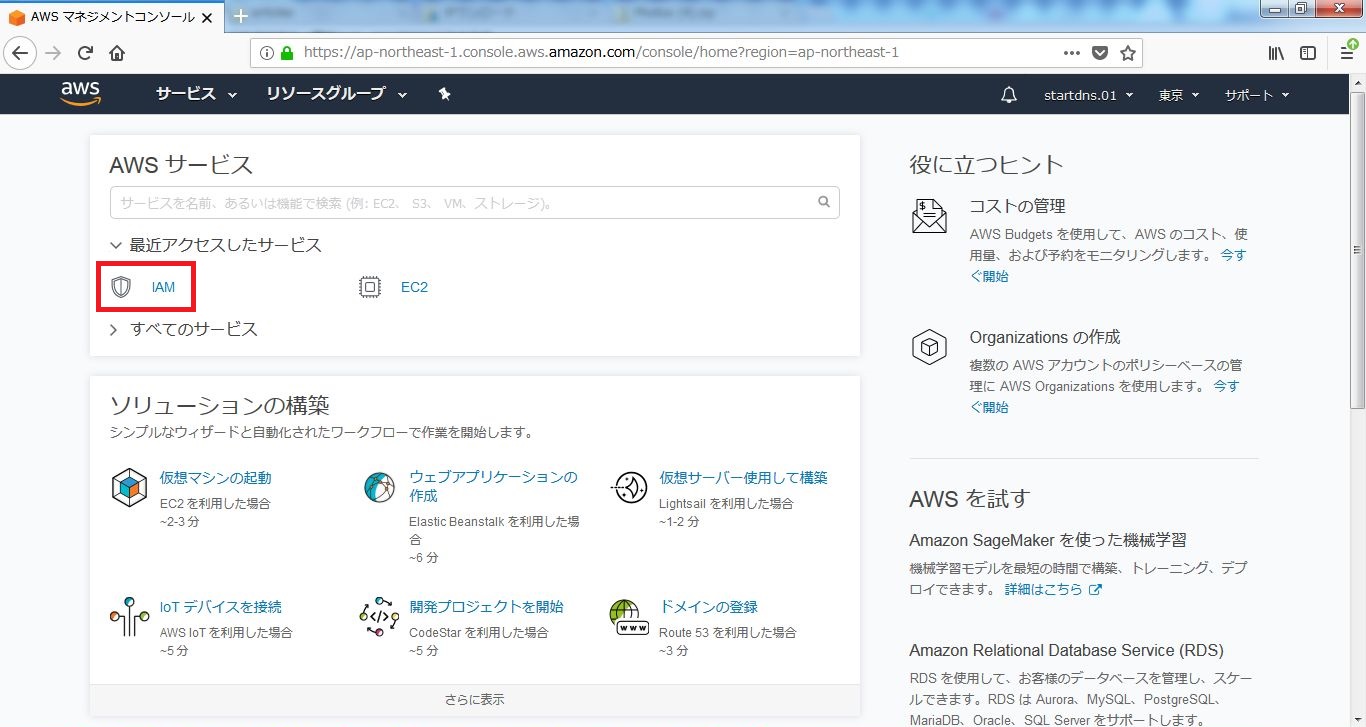 AWS マネジメントコンソール
https://ap-northeast-1.console.aws.amazon.com/console/home?region=ap-northeast-1
aws サービス リソースグループ startdns.01 東京 サポート
AWS サービス
サービスを名前、あるいは機能で検索 (例: EC2、 S3、 VM、ストレージ)。
最近アクセスしたサービス
IAM EC2
すべてのサービス
ソリューションの構築
シンプルなウィザードと自動化されたワークフローで作業を開始します。
仮想マシンの起動
EC2 を利用した場合
~2-3 分
ウェブアプリケーションの
作成
Elastic Beanstalk を利用した場
合
~6 分
仮想サーバー使用して構築
Lightsail を利用した場合
~1-2 分
IoT デバイスを接続
AWS IoT を利用した場合
~5 分
開発プロジェクトを開始
CodeStar を利用した場合
~5 分
www
ドメインの登録
Route 53 を利用した場合
~3 分
さらに表示
役に立つヒント
コストの管理
AWS Budgets を使用して、AWS のコスト、使
用量、および予約をモニタリングします。 今す
ぐ開始
Organizations の作成
複数の AWS アカウントのポリシーベースの管
理に AWS Organizations を使用します。 今す
ぐ開始
AWS を試す
Amazon SageMaker を使った機械学習
機械学習モデルを最短の時間で構築、トレーニング、デプ
ロイできます。 詳細はこちら
Amazon Relational Database Service (RDS)
RDS を使用して、お客様のデータベースを管理し、スケー
ルできます。RDS は Aurora、MySQL、PostgreSQL、
MariaDB、Oracle、SQL Server をサポートします。